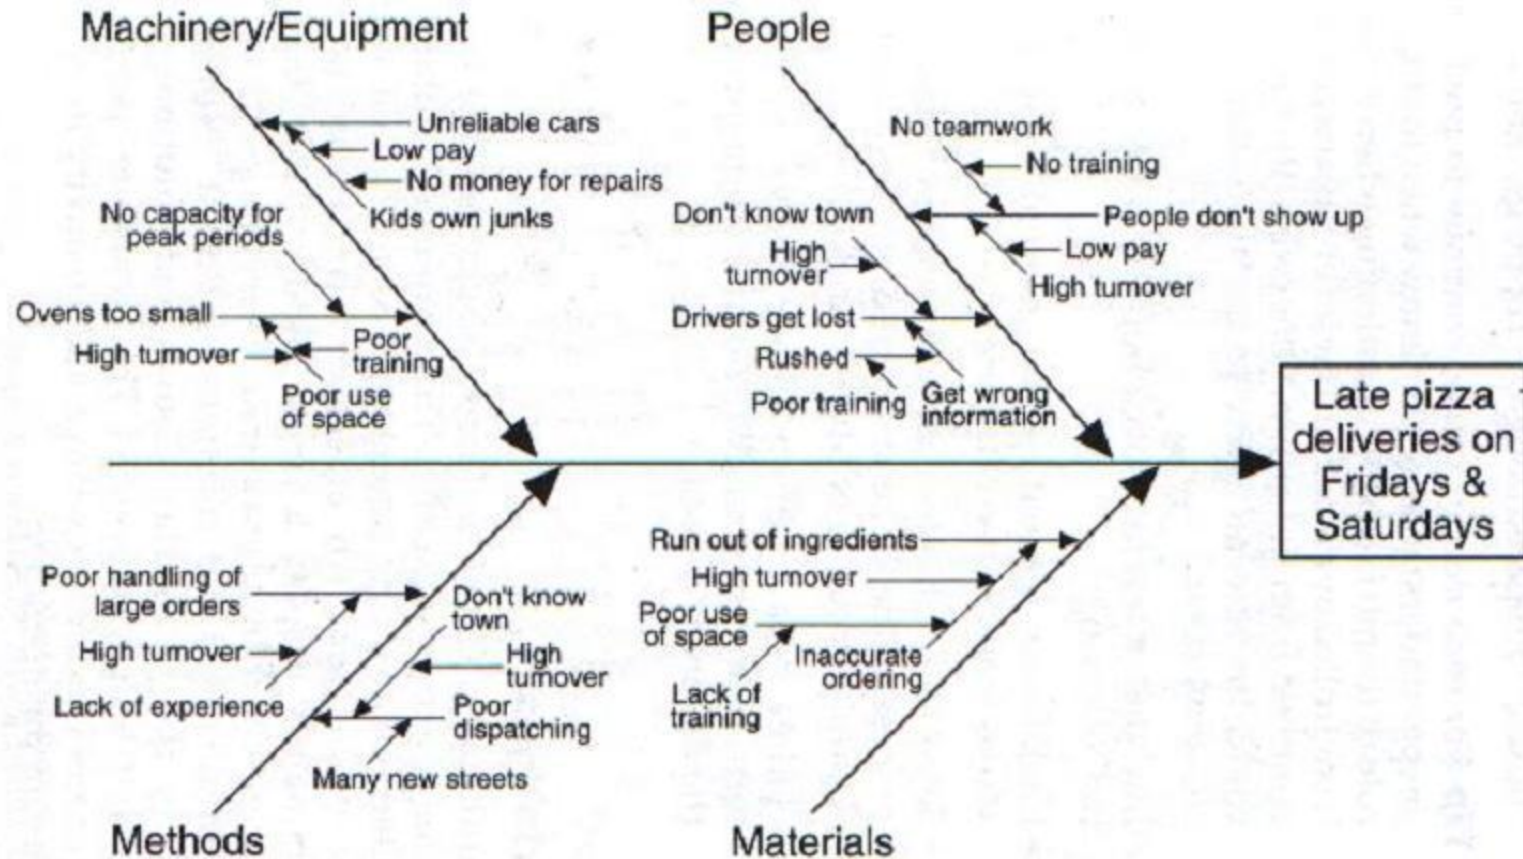 Machinery/Equipment
People
Unreliable cars
Low pay
No money for repairs
Kids own junks
No capacity for
peak periods
Ovens too small
High turnover
Poor
training
Poor use
of space
No teamwork
No training
People don't show up
Low pay
High turnover
Don't know town
High
turnover
Drivers get lost
Rushed
Poor training
Get wrong
information
Late pizza
deliveries on
Fridays &
Saturdays
Poor handling of
large orders
High turnover
Lack of experience
Don't know
town
High
turnover
Poor
dispatching
Many new streets
Run out of ingredients
High turnover
Poor use
of space
Inaccurate
ordering
Lack of
training
Methods
Materials